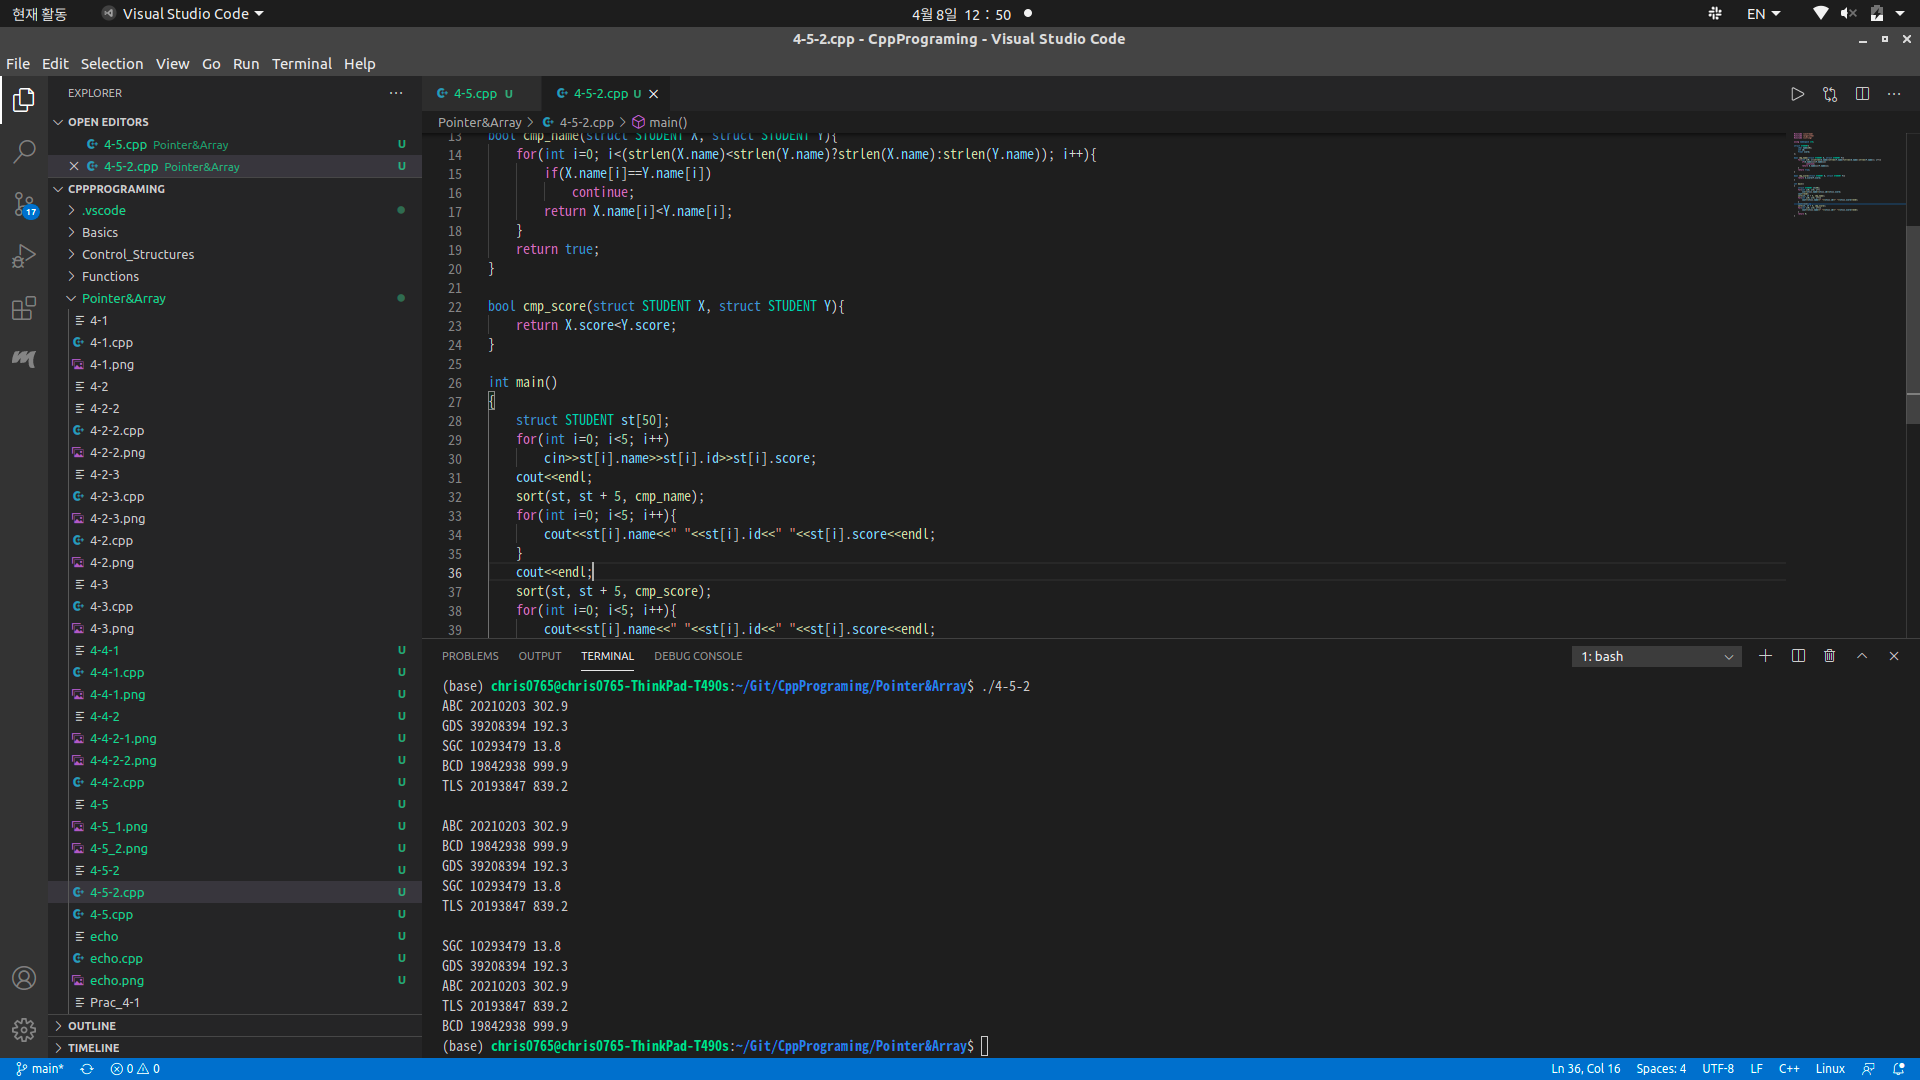 현재 활동
Visual Studio Code
4월 8일 12 : 50
EN
4-5-2.cpp - CppPrograming - Visual Studio Code
File Edit Selection View Go Run Terminal Help
EXPLORER
OPEN EDITORS
4-5.cpp Pointer&Array U
4-5-2.cpp Pointer&Array U
CPPPROGRAMING
.vscode
Basics
Control_Structures
Functions
Pointer&Array
4-1
4-1.cpp
4-1.png
4-2
4-2-2
4-2-2.cpp
4-2-2.png
4-2-3
4-2-3.cpp
4-2-3.png
4-2.cpp
4-2.png
4-3
4-3.cpp
4-3.png
4-4-1 U
4-4-1.cpp U
4-4-1.png U
4-4-2 U
4-4-2-1.png U
4-4-2-2.png U
4-4-2.cpp U
4-5 U
4-5_1.png U
4-5_2.png U
4-5-2 U
4-5-2.cpp U
4-5.cpp U
echo U
echo.cpp U
echo.png U
Prac_4-1
OUTLINE
TIMELINE
17
4-5.cpp U
4-5-2.cpp U
Pointer&Array > 4-5-2.cpp > main()
13 bool cmp_name(struct STUDENT X, struct STUDENT Y){
14 for(int i=0; i<(strlen(X.name)<strlen(Y.name)?strlen(X.name):strlen(Y.name)); i++){
15 if(X.name[i]==Y.name[i])
16 continue;
17 return X.name[i]<Y.name[i];
18 }
19 return true;
20 }
21
22 bool cmp_score(struct STUDENT X, struct STUDENT Y){
23 return X.score<Y.score;
24 }
25
26 int main()
27 {
28 struct STUDENT st[50];
29 for(int i=0; i<5; i++)
30 cin>>st[i].name>>st[i].id>>st[i].score;
31 cout<<endl;
32 sort(st, st + 5, cmp_name);
33 for(int i=0; i<5; i++){
34 cout<<st[i].name<<" "<<st[i].id<<" "<<st[i].score<<endl;
35 }
36 cout<<endl;
37 sort(st, st + 5, cmp_score);
38 for(int i=0; i<5; i++){
39 cout<<st[i].name<<" "<<st[i].id<<" "<<st[i].score<<endl;
PROBLEMS OUTPUT TERMINAL DEBUG CONSOLE
1: bash
(base) chris0765@chris0765-ThinkPad-T490s:~/Git/CppPrograming/Pointer&Array$ ./4-5-2
ABC 20210203 302.9
GDS 39208394 192.3
SGC 10293479 13.8
BCD 19842938 999.9
TLS 20193847 839.2

ABC 20210203 302.9
BCD 19842938 999.9
GDS 39208394 192.3
SGC 10293479 13.8
TLS 20193847 839.2

SGC 10293479 13.8
GDS 39208394 192.3
ABC 20210203 302.9
TLS 20193847 839.2
BCD 19842938 999.9
(base) chris0765@chris0765-ThinkPad-T490s:~/Git/CppPrograming/Pointer&Array$
main* 0 0
Ln 36, Col 16 Spaces: 4 UTF-8 LF C++ Linux